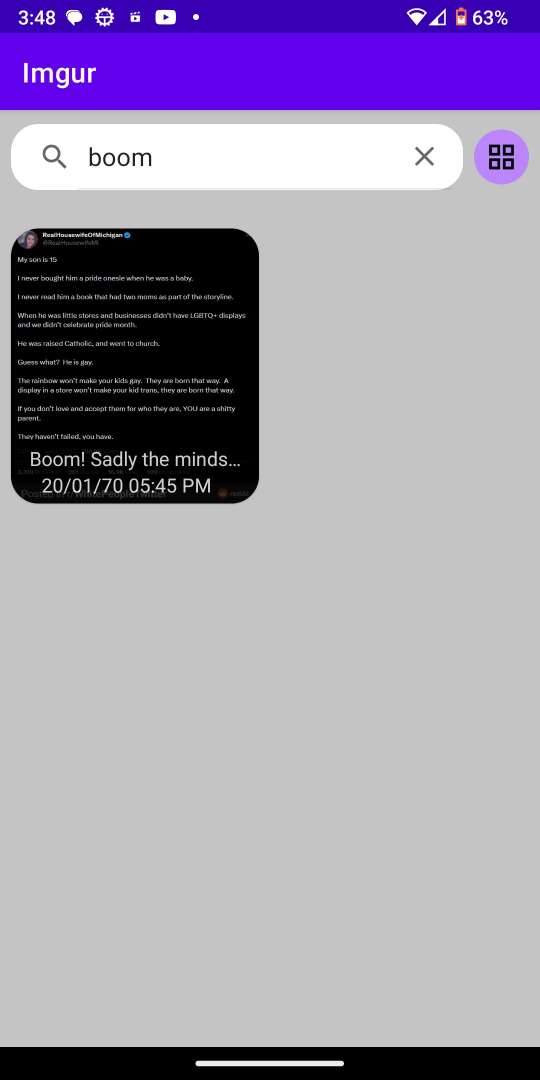 3:48
63%
Imgur
boom
RealHousewifeOfMichigan
@RealHousewifeMI
My son is 15
I never bought him a pride onesie when he was a baby.
I never read him a book that had two moms as part of the storyline.
When he was little stores and businesses didn't have LGBTQ+ displays
and we didn't celebrate pride month.
He was raised Catholic, and went to church.
Guess what? He is gay.
The rainbow won't make your kids gay. They are born that way. A
display in a store won't make your kid trans, they are born that way.
If you don't love and accept them for who they are, YOU are a shitty
parent.
They haven't failed, you have.
Boom! Sadly the minds...
20/01/70 05:45 PM
Posted in r/WhitePeopleTwitter
reddit